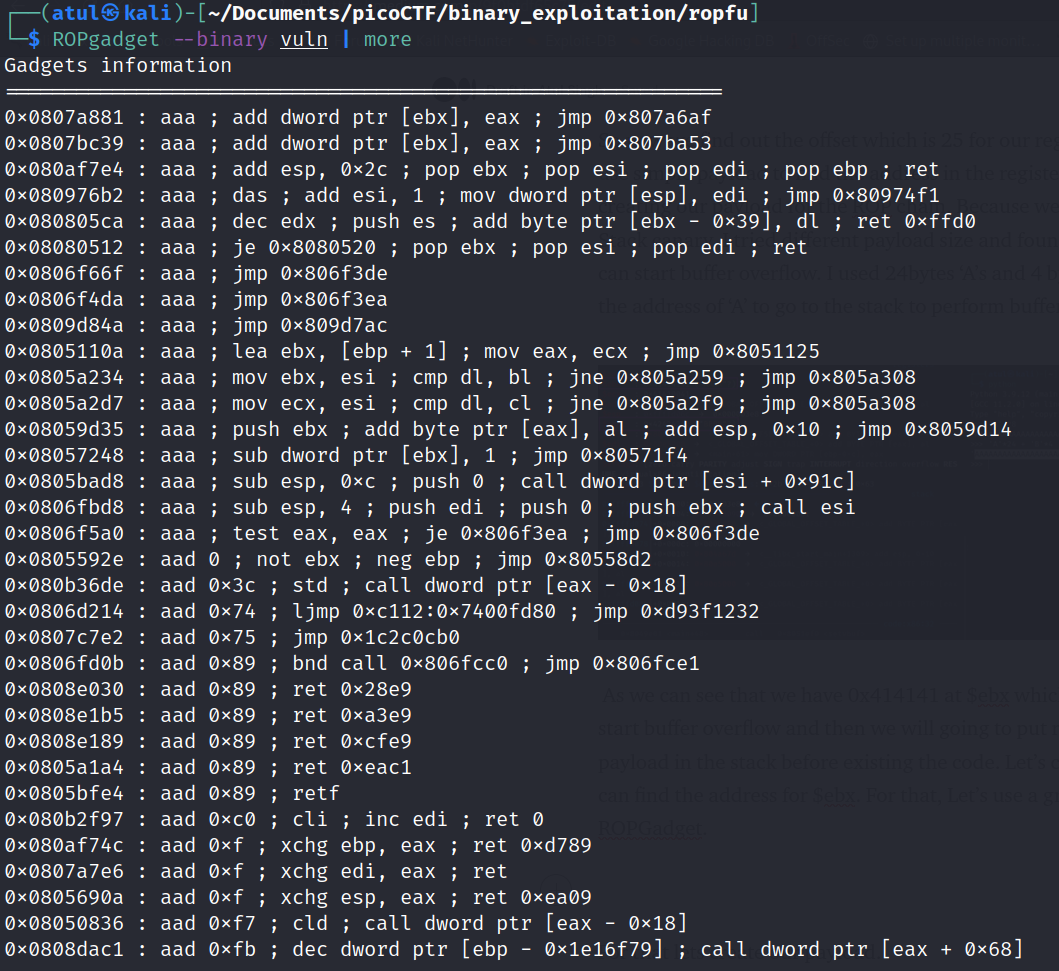 ┌──(atul㉿kali)-[~/Documents/picoCTF/binary_exploitation/ropfu]
└─$ ROPgadget --binary vuln | more
Gadgets information
============================================================
0x0807a881 : aaa ; add dword ptr [ebx], eax ; jmp 0x807a6af
0x0807bc39 : aaa ; add dword ptr [ebx], eax ; jmp 0x807ba53
0x080af7e4 : aaa ; add esp, 0x2c ; pop ebx ; pop esi ; pop edi ; pop ebp ; ret
0x080976b2 : aaa ; das ; add esi, 1 ; mov dword ptr [esp], edi ; jmp 0x80974f1
0x080805ca : aaa ; dec edx ; push es ; add byte ptr [ebx - 0x39], dl ; ret 0xffd0
0x08080512 : aaa ; je 0x8080520 ; pop ebx ; pop esi ; pop edi ; ret
0x0806f66f : aaa ; jmp 0x806f3de
0x0806f4da : aaa ; jmp 0x806f3ea
0x0809d84a : aaa ; jmp 0x809d7ac
0x0805110a : aaa ; lea ebx, [ebp + 1] ; mov eax, ecx ; jmp 0x8051125
0x0805a234 : aaa ; mov ebx, esi ; cmp dl, bl ; jne 0x805a259 ; jmp 0x805a308
0x0805a2d7 : aaa ; mov ecx, esi ; cmp dl, cl ; jne 0x805a2f9 ; jmp 0x805a308
0x08059d35 : aaa ; push ebx ; add byte ptr [eax], al ; add esp, 0x10 ; jmp 0x8059d14
0x08057248 : aaa ; sub dword ptr [ebx], 1 ; jmp 0x80571f4
0x0805bad8 : aaa ; sub esp, 0xc ; push 0 ; call dword ptr [esi + 0x91c]
0x0806fbd8 : aaa ; sub esp, 4 ; push edi ; push 0 ; push ebx ; call esi
0x0806f5a0 : aaa ; test eax, eax ; je 0x806f3ea ; jmp 0x806f3de
0x0805592e : aad 0 ; not ebx ; neg ebp ; jmp 0x80558d2
0x080b36de : aad 0x3c ; std ; call dword ptr [eax - 0x18]
0x0806d214 : aad 0x74 ; ljmp 0xc112:0x7400fd80 ; jmp 0xd93f1232
0x0807c7e2 : aad 0x75 ; jmp 0x1c2c0cb0
0x0806fd0b : aad 0x89 ; bnd call 0x806fcc0 ; jmp 0x806fce1
0x0808e030 : aad 0x89 ; ret 0x28e9
0x0808e1b5 : aad 0x89 ; ret 0xa3e9
0x0808e189 : aad 0x89 ; ret 0xcfe9
0x0805a1a4 : aad 0x89 ; ret 0xeac1
0x0805bfe4 : aad 0x89 ; retf
0x080b2f97 : aad 0xc0 ; cli ; inc edi ; ret 0
0x080af74c : aad 0xf ; xchg ebp, eax ; ret 0xd789
0x0807a7e6 : aad 0xf ; xchg edi, eax ; ret
0x0805690a : aad 0xf ; xchg esp, eax ; ret 0xea09
0x08050836 : aad 0xf7 ; cld ; call dword ptr [eax - 0x18]
0x0808dac1 : aad 0xfb ; dec dword ptr [ebp - 0x1e16f79] ; call dword ptr [eax + 0x68]